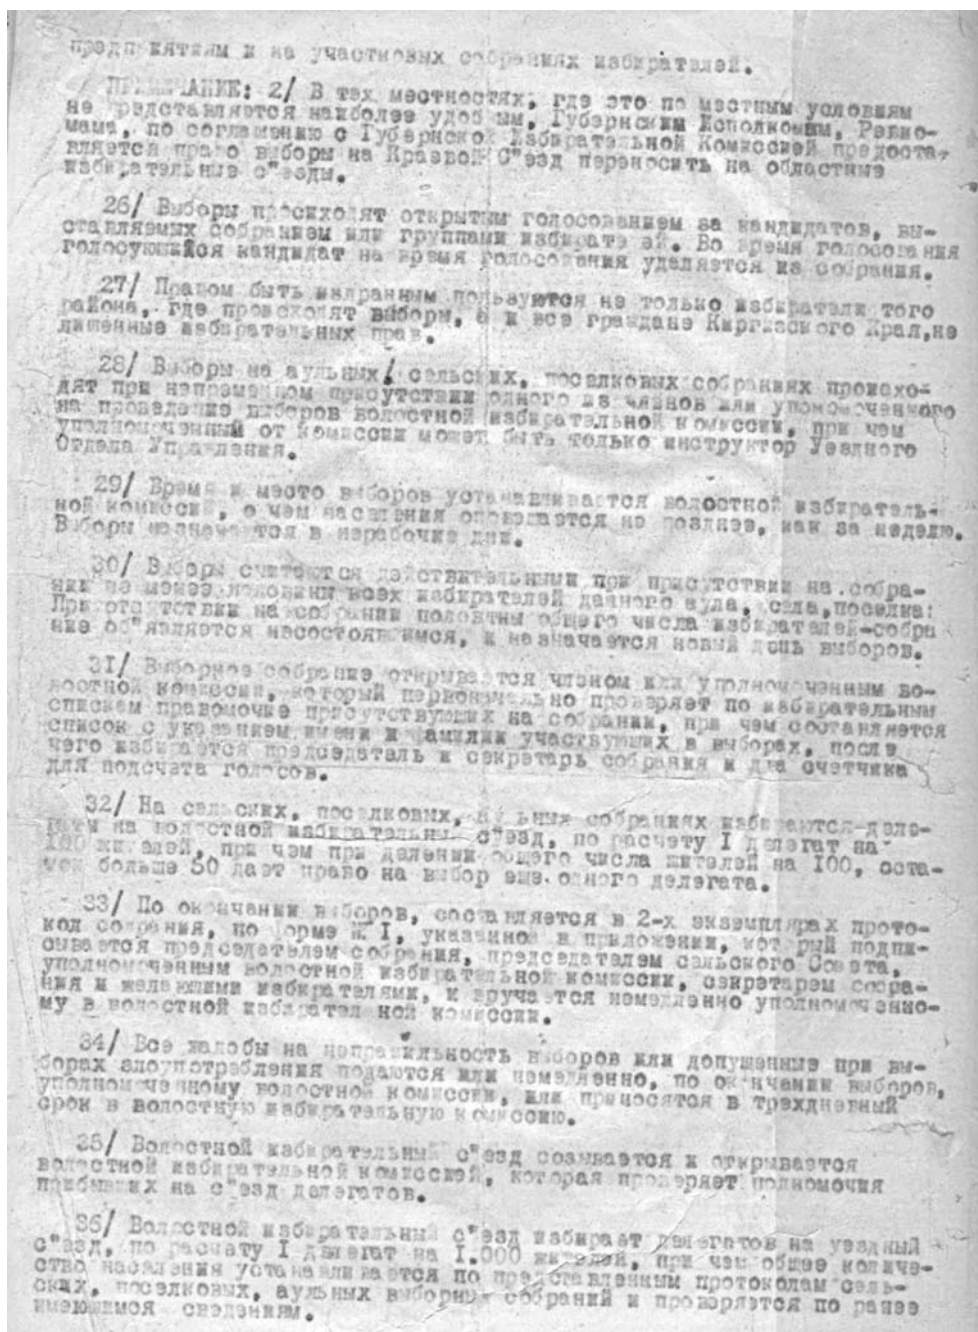 предприятиям и на участковых собраниях избирателей.
ПРИМЕЧАНИЕ: 2/ В тех местностях, где это по местным условиям
не представляется наиболее удобным, Губернским Исполкомам, Ревко-
мама, по соглашению с Губернской Избирательной Комиссией предоста-
вляется право выборы на Краевой С"езд переносить на областные
избирательные с"езды.
26/ Выборы происходят открытым голосованием за кандидатов, вы-
ставляемых собранием или группами избирателей. Во время голосования
голосующийся кандидат на время голосования удаляется из собрания.
27/ Правом быть избранным пользуются не только избиратели того
района, где происходят выборы, а и все граждане Киргизского Края,не
лишенные избирательных прав.
28/ Выборы на аульных, сельских, поселковых собраниях происхо-
дят при непременном присутствии одного из членов или уполномоченного
на проведение выборов волостной избирательной комиссии, при чем
уполномоченный от комиссии может быть только инструктор Уездного
Отдела Управления.
29/ Время и место выборов устанавливается волостной избиратель-
ной комиссией, о чем население оповещается не позднее, как за неделю.
Выборы назначаются в нерабочие дни.
30/ Выборы считаются действительными при присутствии на собра-
нии не менее половины всех избирателей данного аула, села,поселка:
При отсутствии на собрании половины общего числа избирателей-собра
ние об"является несостоявшимся, и назначается новый день выборов.
31/ Выборное собрание открывается членом или уполномоченным во-
лостной комиссии, который первоначально проверяет по избирательным
спискам правомочие присутствующих на собрании, при чем составляется
список с указанием имени и фамилии участвующих в выборах, после
чего избирается председатель и секретарь собрания и два счетчика
для подсчета голосов.
32/ На сельских, поселковых, аульных собраниях избираются-деле-
гаты на волостной избирательный с"езд, по расчету I делегат на
100 жителей, при чем при делении общего числа жителей на 100, оста-
ток больше 50 дает право на выбор еще одного делегата.
33/ По окончании выборов, составляется в 2-х экземплярах прото-
кол собрания, по форме № I, указанной в приложении, который подпи-
сывается председателем собрания, председателем сельского Совета,
уполномоченным волостной избирательной комиссии, секретарем собра-
ния и желающими избирателями, и вручается немедленно уполномоченно-
му в волостной избирательной комиссии.
34/ Все жалобы на неправильность выборов или допущенные при вы-
борах злоупотребления подаются или немедленно, по окончании выборов,
уполномоченному волостной комиссии, или приносятся в трехдневный
срок в волостную избирательную комиссию.
35/ Волостной избирательный с"езд созывается и открывается
волостной избирательной комиссией, которая проверяет полномочия
прибывших на с"езд делегатов.
36/ Волостной избирательный с"езд избирает делегатов на уездный
с"езд, по расчету I делегат на I.000 жителей, при чем общее количе-
ство населения устанавливается по представленным протоколам сель-
ских, поселковых, аульных выборных собраний и проверяется по ранее
имеющимся сведениям.